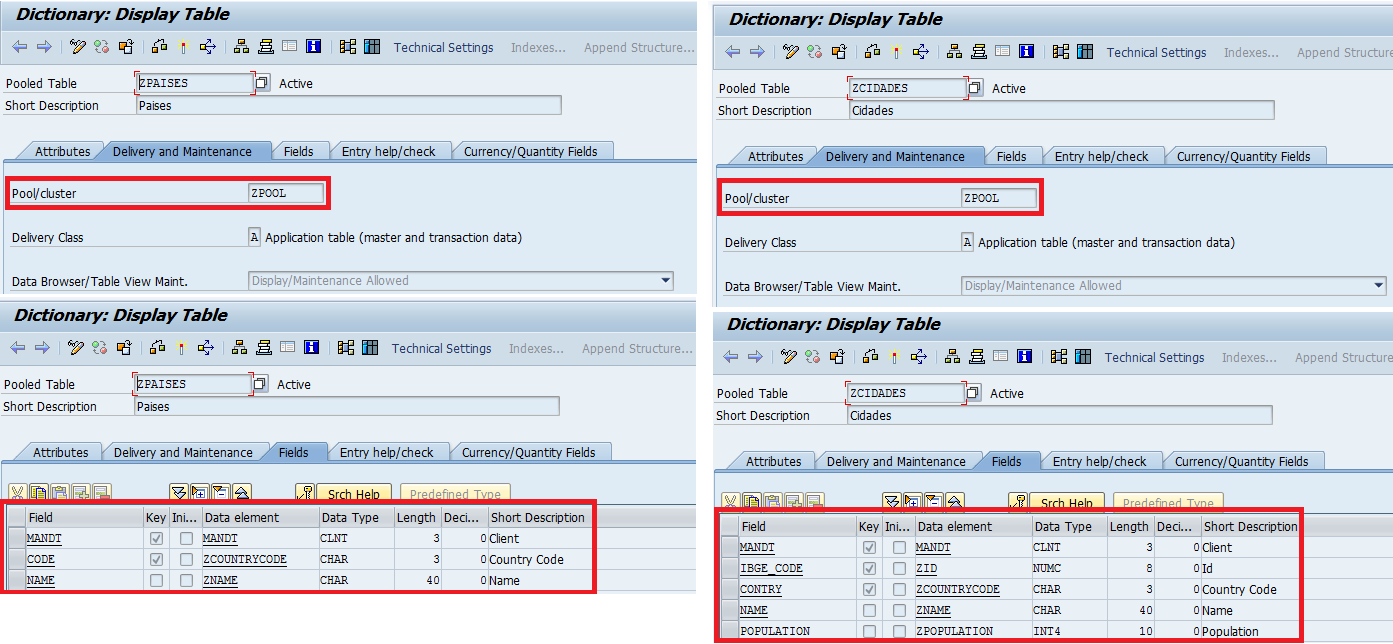 Dictionary: Display Table
Technical Settings Indexes... Append Structure...
Pooled Table ZPAISES Active
Short Description Paises
Attributes Delivery and Maintenance Fields Entry help/check Currency/Quantity Fields
Pool/cluster ZPOOL
Delivery Class A Application table (master and transaction data)
Data Browser/Table View Maint. Display/Maintenance Allowed
Dictionary: Display Table
Technical Settings Indexes... Append Structure...
Pooled Table ZPAISES Active
Short Description Paises
Attributes Delivery and Maintenance Fields Entry help/check Currency/Quantity Fields
Srch Help Predefined Type
Field Key Ini... Data element Data Type Length Deci... Short Description
MANDT MANDT CLNT 3 0 Client
CODE ZCOUNTRYCODE CHAR 3 0 Country Code
NAME ZNAME CHAR 40 0 Name
Dictionary: Display Table
Technical Settings Indexes... Append Structure
Pooled Table ZCIDADES Active
Short Description Cidades
Attributes Delivery and Maintenance Fields Entry help/check Currency/Quantity Fields
Pool/cluster ZPOOL
Delivery Class A Application table (master and transaction data)
Data Browser/Table View Maint. Display/Maintenance Allowed
Dictionary: Display Table
Technical Settings Indexes... Append Structure
Pooled Table ZCIDADES Active
Short Description Cidades
Attributes Delivery and Maintenance Fields Entry help/check Currency/Quantity Fields
Srch Help Predefined Type
Field Key Ini... Data element Data Type Length Deci... Short Description
MANDT MANDT CLNT 3 0 Client
IBGE_CODE ZID NUMC 8 0 Id
CONTRY ZCOUNTRYCODE CHAR 3 0 Country Code
NAME ZNAME CHAR 40 0 Name
POPULATION ZPOPULATION INT4 10 0 Population